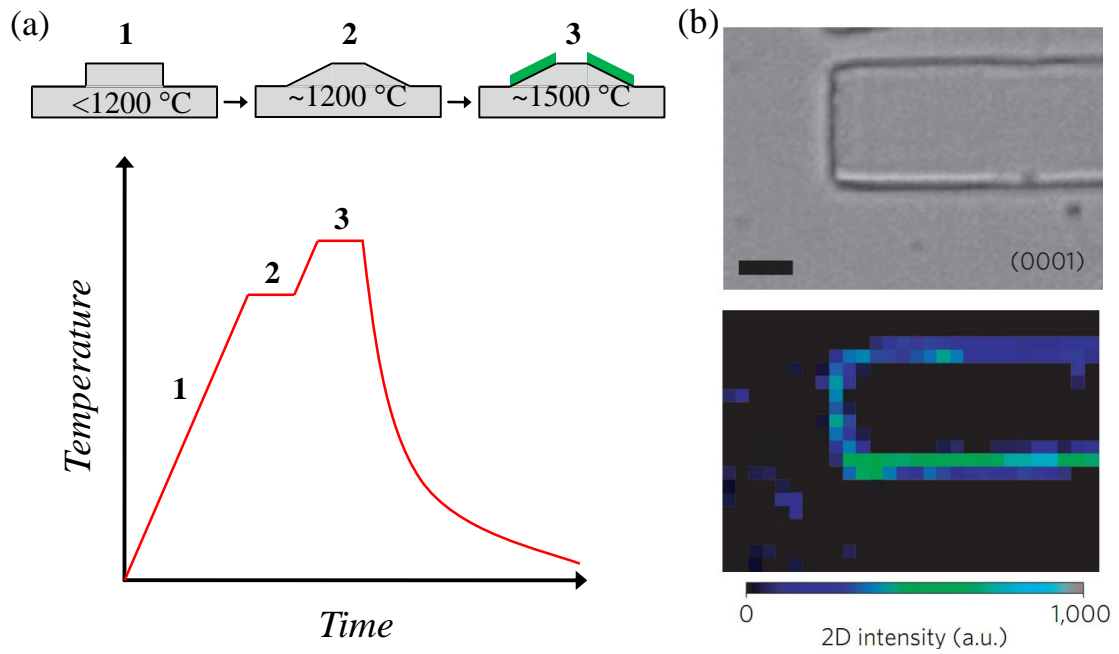 (a)
1
2
3
<1200 °C
~1200 °C
~1500 °C
3
2
1
Temperature
Time
(b)
(0001)
0
1,000
2D intensity (a.u.)